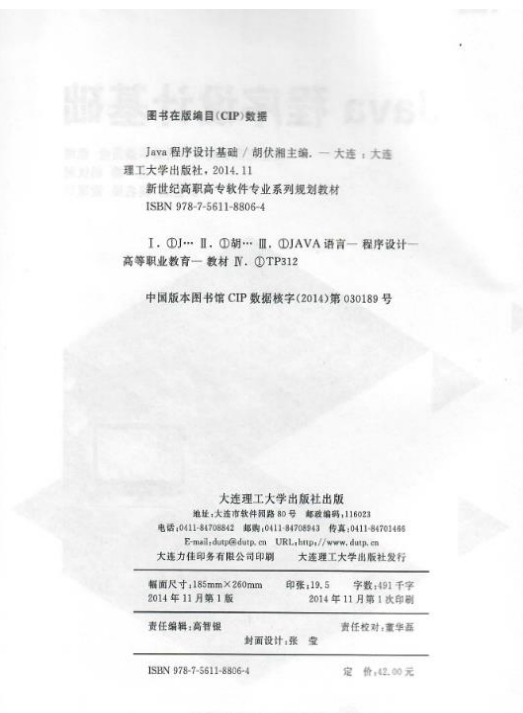 图书在版编目(CIP)数据
Java 程序设计基础 / 胡伏湘主编. — 大连 : 大连
理工大学出版社, 2014.11
新世纪高职高专软件专业系列规划教材
ISBN 978-7-5611-8806-4
Ⅰ. ①J… Ⅱ. ①胡… Ⅲ. ①JAVA 语言— 程序设计—
高等职业教育— 教材 Ⅳ. ①TP312
中国版本图书馆 CIP 数据核字(2014)第 030189 号
大连理工大学出版社出版
地址:大连市软件园路 80 号 邮政编码:116023
电话:0411-84708842 邮购:0411-84708943 传真:0411-84701466
E-mail:dutp@dutp.cn URL:http://www.dutp.cn
大连力佳印务有限公司印刷 大连理工大学出版社发行
幅面尺寸:185mm×260mm 印张:19.5 字数:491 千字
2014 年 11 月第 1 版 2014 年 11 月第 1 次印刷
责任编辑:高智银 责任校对:董华磊
封面设计:张 莹
ISBN 978-7-5611-8806-4 定 价:42.00 元